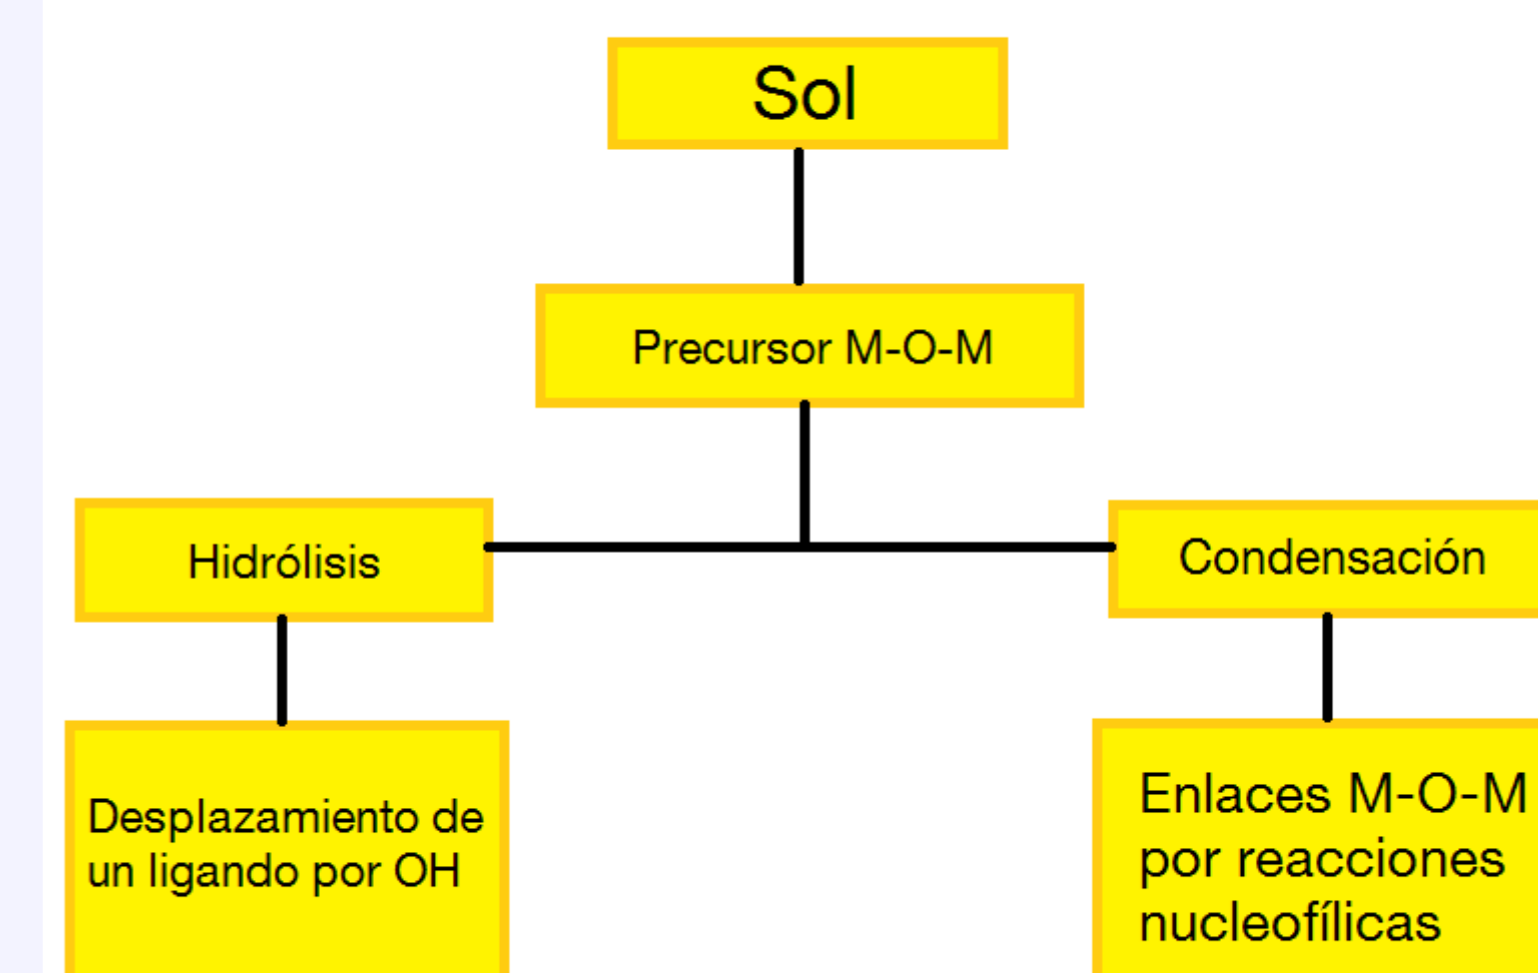 Sol
Precursor M-O-M
Hidrólisis
Condensación
Desplazamiento de
un ligando por OH
Enlaces M-O-M
por reacciones
nucleofílicas